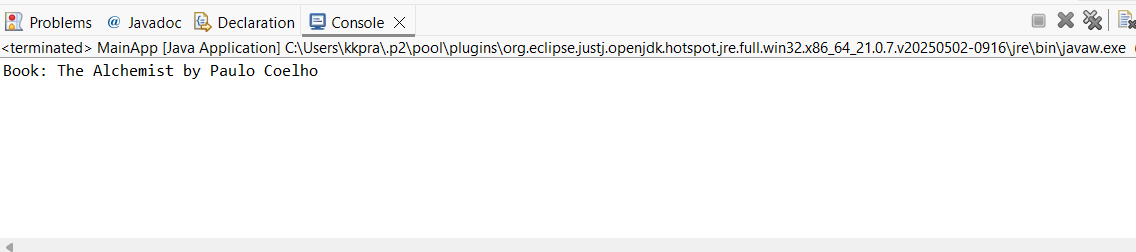 Problems @ Javadoc Declaration Console
<terminated> MainApp [Java Application] C:\Users\kkpra\.p2\pool\plugins\org.eclipse.justj.openjdk.hotspot.jre.full.win32.x86_64_21.0.7.v20250502-0916\jre\bin\javaw.exe
Book: The Alchemist by Paulo Coelho